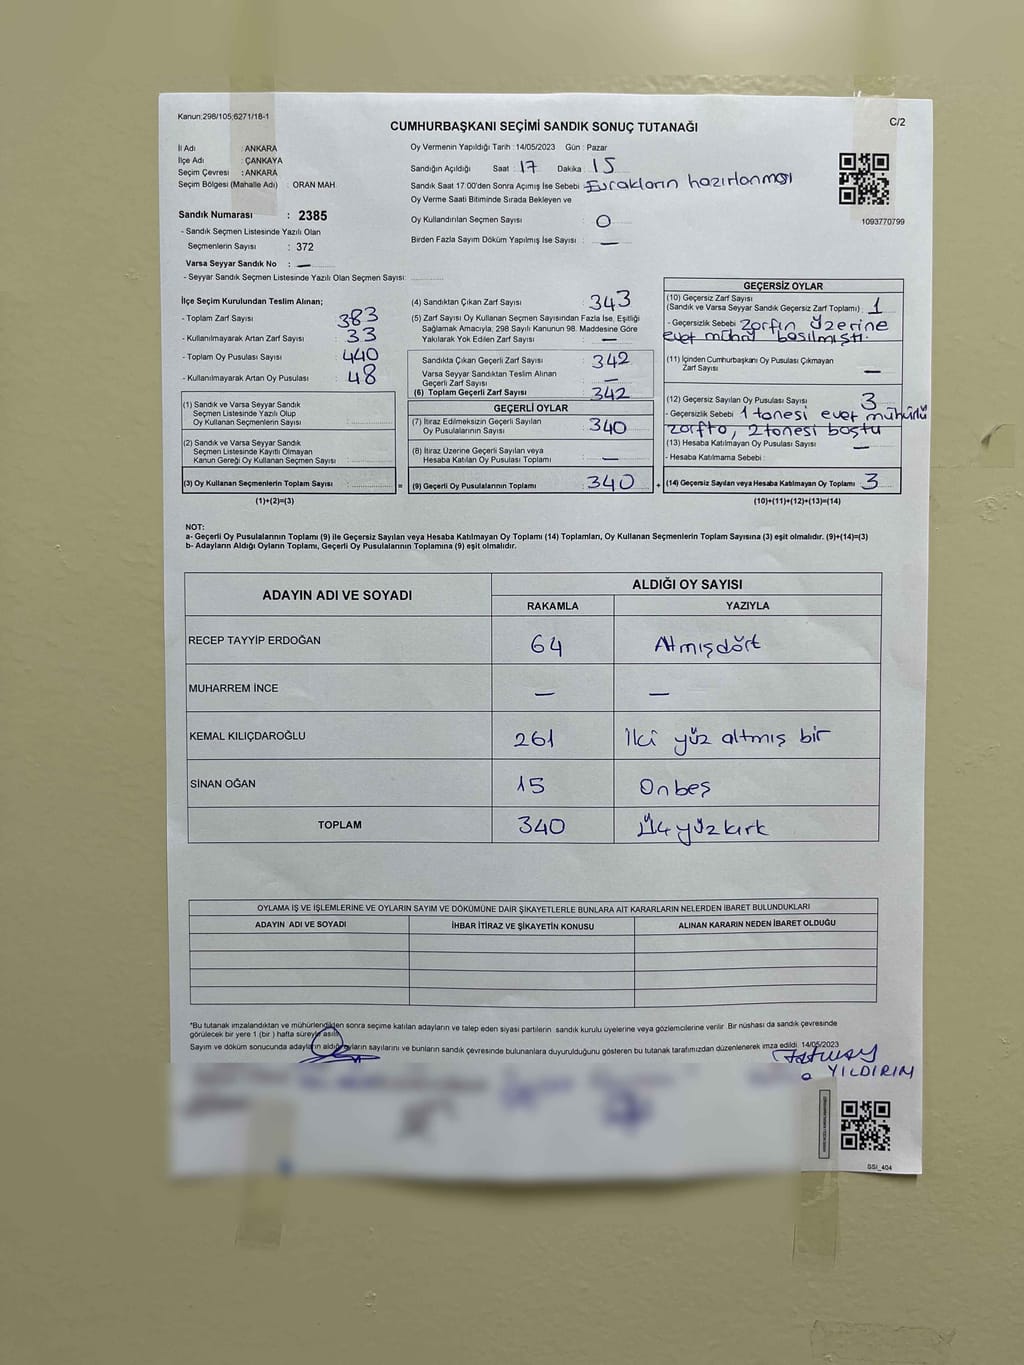 Kanun:298/105;6271/18-1
C/2
CUMHURBAŞKANI SEÇİMİ SANDIK SONUÇ TUTANAĞI
İl Adı : ANKARA
İlçe Adı : ÇANKAYA
Seçim Çevresi : ANKARA
Seçim Bölgesi (Mahalle Adı) : ORAN MAH.
Sandık Numarası : 2385
- Sandık Seçmen Listesinde Yazılı Olan
Seçmenlerin Sayısı : 372
Varsa Seyyar Sandık No : —
- Seyyar Sandık Seçmen Listesinde Yazılı Olan Seçmen Sayısı: ............
Oy Vermenin Yapıldığı Tarih : 14/05/2023 Gün : Pazar
Sandığın Açıldığı Saat : 17 Dakika : 15
Sandık Saat 17.00'den Sonra Açımış İse Sebebi : Evrakların hazırlanması
Oy Verme Saati Bitiminde Sırada Bekleyen ve
Oy Kullandırılan Seçmen Sayısı : 0
Birden Fazla Sayım Döküm Yapılmış İse Sayısı : —
1093770799
İlçe Seçim Kurulundan Teslim Alınan;
- Toplam Zarf Sayısı : 383
- Kullanılmayarak Artan Zarf Sayısı : 33
- Toplam Oy Pusulası Sayısı : 440
- Kullanılmayarak Artan Oy Pusulası : 48
(1) Sandık ve Varsa Seyyar Sandık
Seçmen Listesinde Yazılı Olup
Oy Kullanan Seçmenlerin Sayısı :
(2) Sandık ve Varsa Seyyar Sandık
Seçmen Listesinde Kayıtlı Olmayan
Kanun Gereği Oy Kullanan Seçmen Sayısı :
(3) Oy Kullanan Seçmenlerin Toplam Sayısı :
(1)+(2)=(3)
(4) Sandıktan Çıkan Zarf Sayısı : 343
(5) Zarf Sayısı Oy Kullanan Seçmen Sayısından Fazla İse, Eşitliği
Sağlamak Amacıyla, 298 Sayılı Kanunun 98. Maddesine Göre
Yakılarak Yok Edilen Zarf Sayısı : —
Sandıkta Çıkan Geçerli Zarf Sayısı : 342
Varsa Seyyar Sandıktan Teslim Alınan
Geçerli Zarf Sayısı : —
(6) Toplam Geçerli Zarf Sayısı : 342
GEÇERLİ OYLAR
(7) İtiraz Edilmeksizin Geçerli Sayılan
Oy Pusulalarının Sayısı : 340
(8) İtiraz Üzerine Geçerli Sayılan veya
Hesaba Katılan Oy Pusulası Toplamı : —
= (9) Geçerli Oy Pusulalarının Toplamı : 340
GEÇERSİZ OYLAR
(10) Geçersiz Zarf Sayısı
(Sandık ve Varsa Seyyar Sandık Geçersiz Zarf Toplamı) : 1
- Geçersizlik Sebebi : Zarfın üzerine
evet mührü basılmıştı.
(11) İçinden Cumhurbaşkanı Oy Pusulası Çıkmayan
Zarf Sayısı : —
(12) Geçersiz Sayılan Oy Pusulası Sayısı : 3
- Geçersizlik Sebebi : 1 tanesi evet mühürlü
zarfta, 2 tanesi boştu
(13) Hesaba Katılmayan Oy Pusulası Sayısı : —
- Hesaba Katılmama Sebebi :
+ (14) Geçersiz Sayılan veya Hesaba Katılmayan Oy Toplamı : 3
(10)+(11)+(12)+(13)=(14)
NOT:
a- Geçerli Oy Pusulalarının Toplamı (9) ile Geçersiz Sayılan veya Hesaba Katılmayan Oy Toplamı (14) Toplamları, Oy Kullanan Seçmenlerin Toplam Sayısına (3) eşit olmalıdır. (9)+(14)=(3)
b- Adayların Aldığı Oyların Toplamı, Geçerli Oy Pusulalarının Toplamına (9) eşit olmalıdır.
ADAYIN ADI VE SOYADI ALDIĞI OY SAYISI
RAKAMLA YAZIYLA
RECEP TAYYİP ERDOĞAN 64 Altmışdört
MUHARREM İNCE — —
KEMAL KILIÇDAROĞLU 261 İki yüz altmış bir
SİNAN OĞAN 15 Onbeş
TOPLAM 340 Üçyüzkırk
OYLAMA İŞ VE İŞLEMLERİNE VE OYLARIN SAYIM VE DÖKÜMÜNE DAİR ŞİKAYETLERLE BUNLARA AİT KARARLARIN NELERDEN İBARET BULUNDUKLARI
ADAYIN ADI VE SOYADI İHBAR İTİRAZ VE ŞİKAYETİN KONUSU ALINAN KARARIN NEDEN İBARET OLDUĞU
*Bu tutanak imzalandıktan ve mühürlendikten sonra seçime katılan adayların ve talep eden siyasi partilerin sandık kurulu üyelerine veya gözlemcilerine verilir. Bir nüshası da sandık çevresinde
görülecek bir yere 1 (bir ) hafta süreyle asılır.
Sayım ve döküm sonucunda adayların aldığı oyların sayılarını ve bunların sandık çevresinde bulunanlara duyurulduğunu gösteren bu tutanak tarafımızdan düzenlenerek imza edildi. 14/05/2023
YILDIRIM
SSI_404